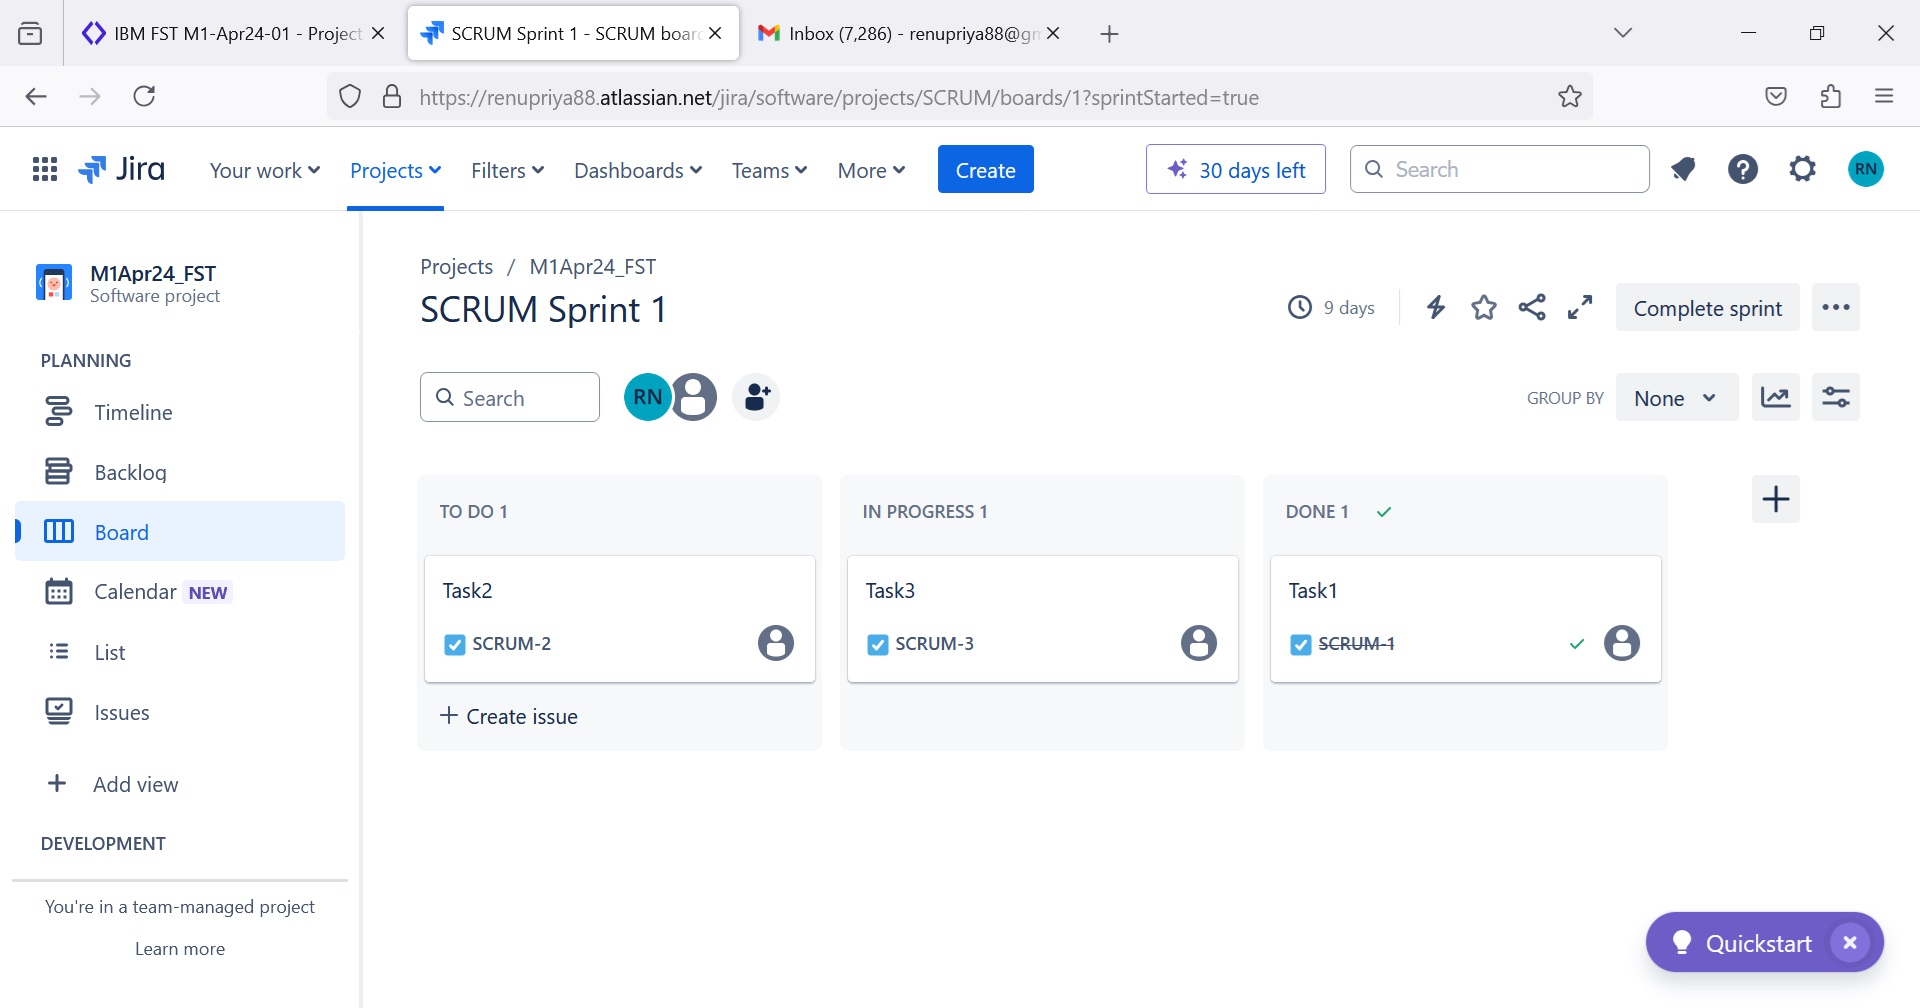 IBM FST M1-Apr24-01 - Project
SCRUM Sprint 1 - SCRUM boar
Inbox (7,286) - renupriya88@gm
https://renupriya88.atlassian.net/jira/software/projects/SCRUM/boards/1?sprintStarted=true
Jira
Your work
Projects
Filters
Dashboards
Teams
More
Create
30 days left
Search
RN
M1Apr24_FST
Software project
PLANNING
Timeline
Backlog
Board
Calendar NEW
List
Issues
Add view
DEVELOPMENT
You're in a team-managed project
Learn more
Projects / M1Apr24_FST
SCRUM Sprint 1
9 days
Complete sprint
Search
RN
GROUP BY
None
TO DO 1
Task2
SCRUM-2
Create issue
IN PROGRESS 1
Task3
SCRUM-3
DONE 1
Task1
SCRUM-1
Quickstart